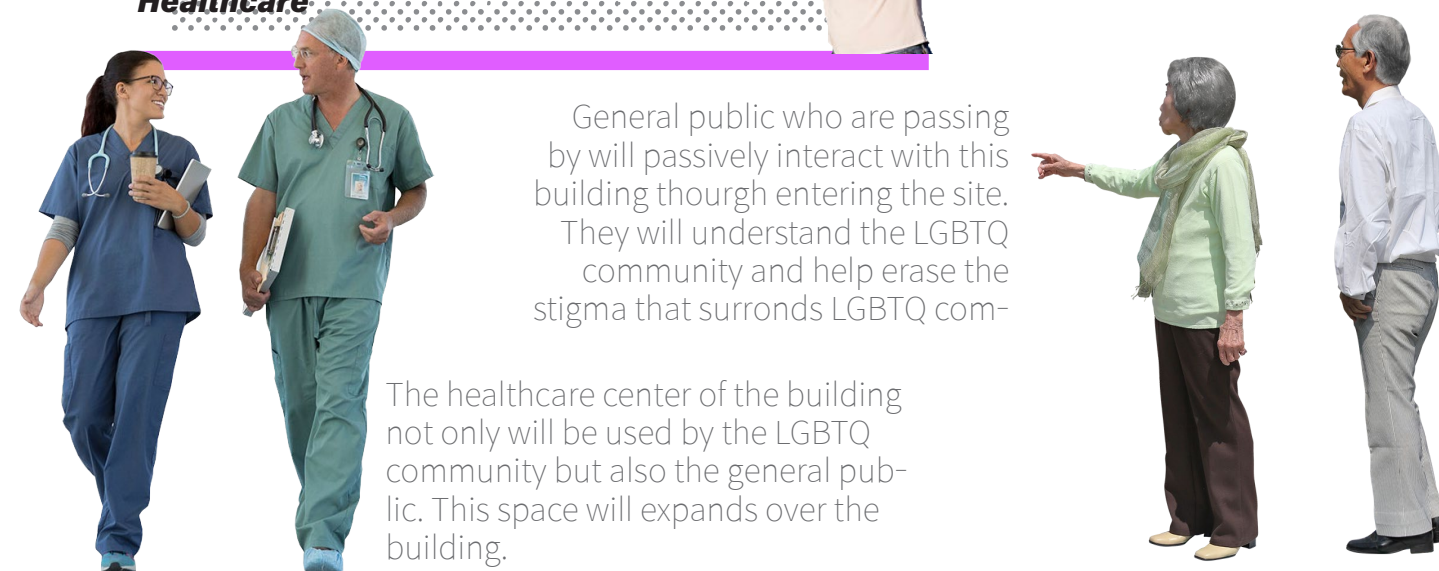 Healthcare
General public who are passing
by will passively interact with this
building thourgh entering the site.
They will understand the LGBTQ
community and help erase the
stigma that surronds LGBTQ com-
The healthcare center of the building
not only will be used by the LGBTQ
community but also the general pub-
lic. This space will expands over the
building.